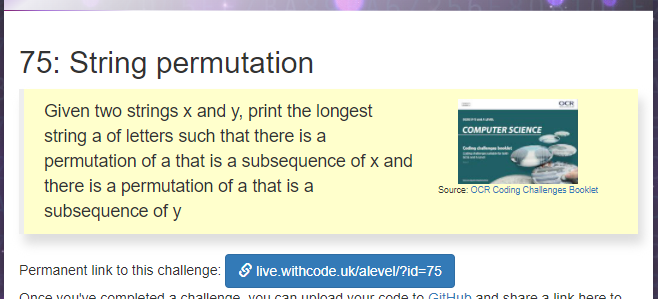 75: String permutation
Given two strings x and y, print the longest
string a of letters such that there is a
permutation of a that is a subsequence of x and
there is a permutation of a that is a
subsequence of y
OCR
COMPUTER SCIENCE
Coding challenges booklet
Source: OCR Coding Challenges Booklet
Permanent link to this challenge: live.withcode.uk/alevel/?id=75
Once you've completed a challenge, you can upload your code to GitHub and share a link here to